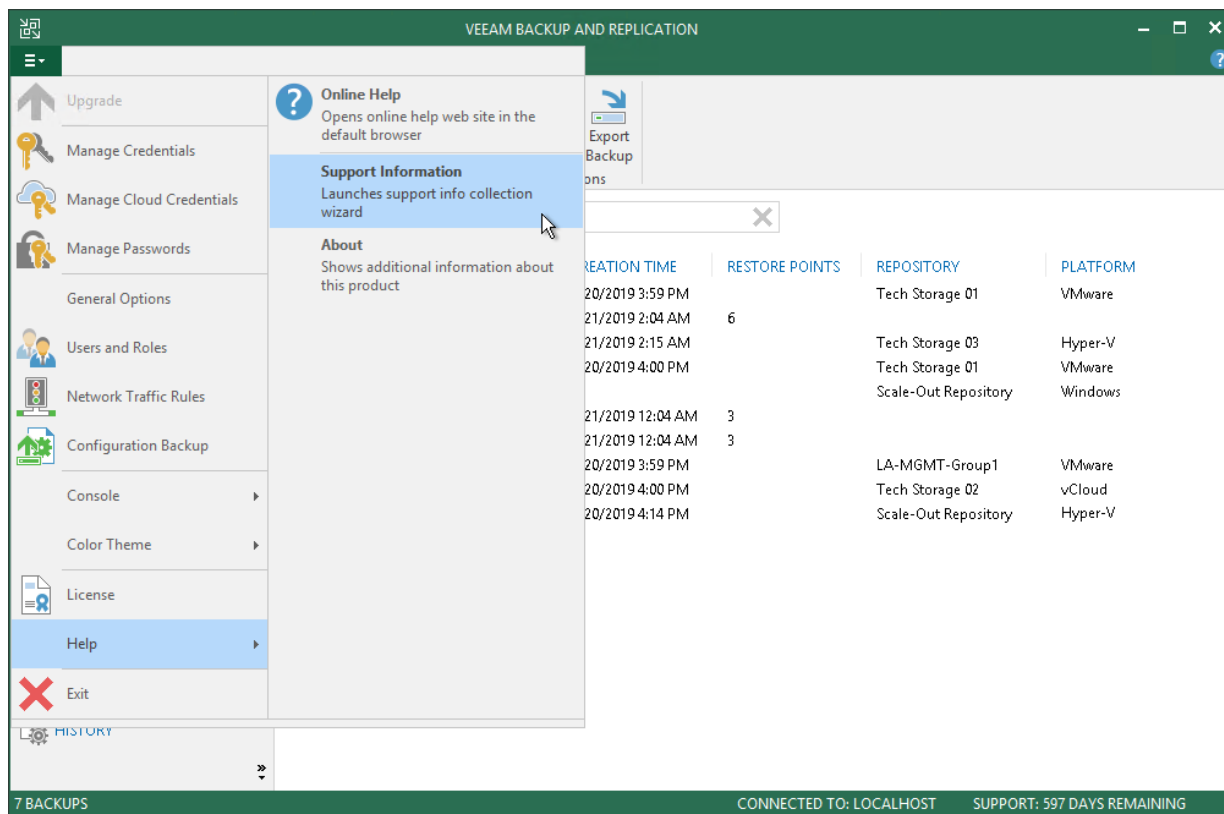 VEEAM BACKUP AND REPLICATION
Upgrade
Manage Credentials
Manage Cloud Credentials
Manage Passwords
General Options
Users and Roles
Network Traffic Rules
Configuration Backup
Console
Color Theme
License
Help
Exit
Online Help
Opens online help web site in the
default browser
Support Information
Launches support info collection
wizard
About
Shows additional information about
this product
Export
Backup
ons
REATION TIME RESTORE POINTS REPOSITORY PLATFORM
20/2019 3:59 PM Tech Storage 01 VMware
21/2019 2:04 AM 6
21/2019 2:15 AM Tech Storage 03 Hyper-V
20/2019 4:00 PM Tech Storage 01 VMware
Scale-Out Repository Windows
21/2019 12:04 AM 3
21/2019 12:04 AM 3
20/2019 3:59 PM LA-MGMT-Group1 VMware
20/2019 4:00 PM Tech Storage 02 vCloud
20/2019 4:14 PM Scale-Out Repository Hyper-V
HISTORY
7 BACKUPS CONNECTED TO: LOCALHOST SUPPORT: 597 DAYS REMAINING